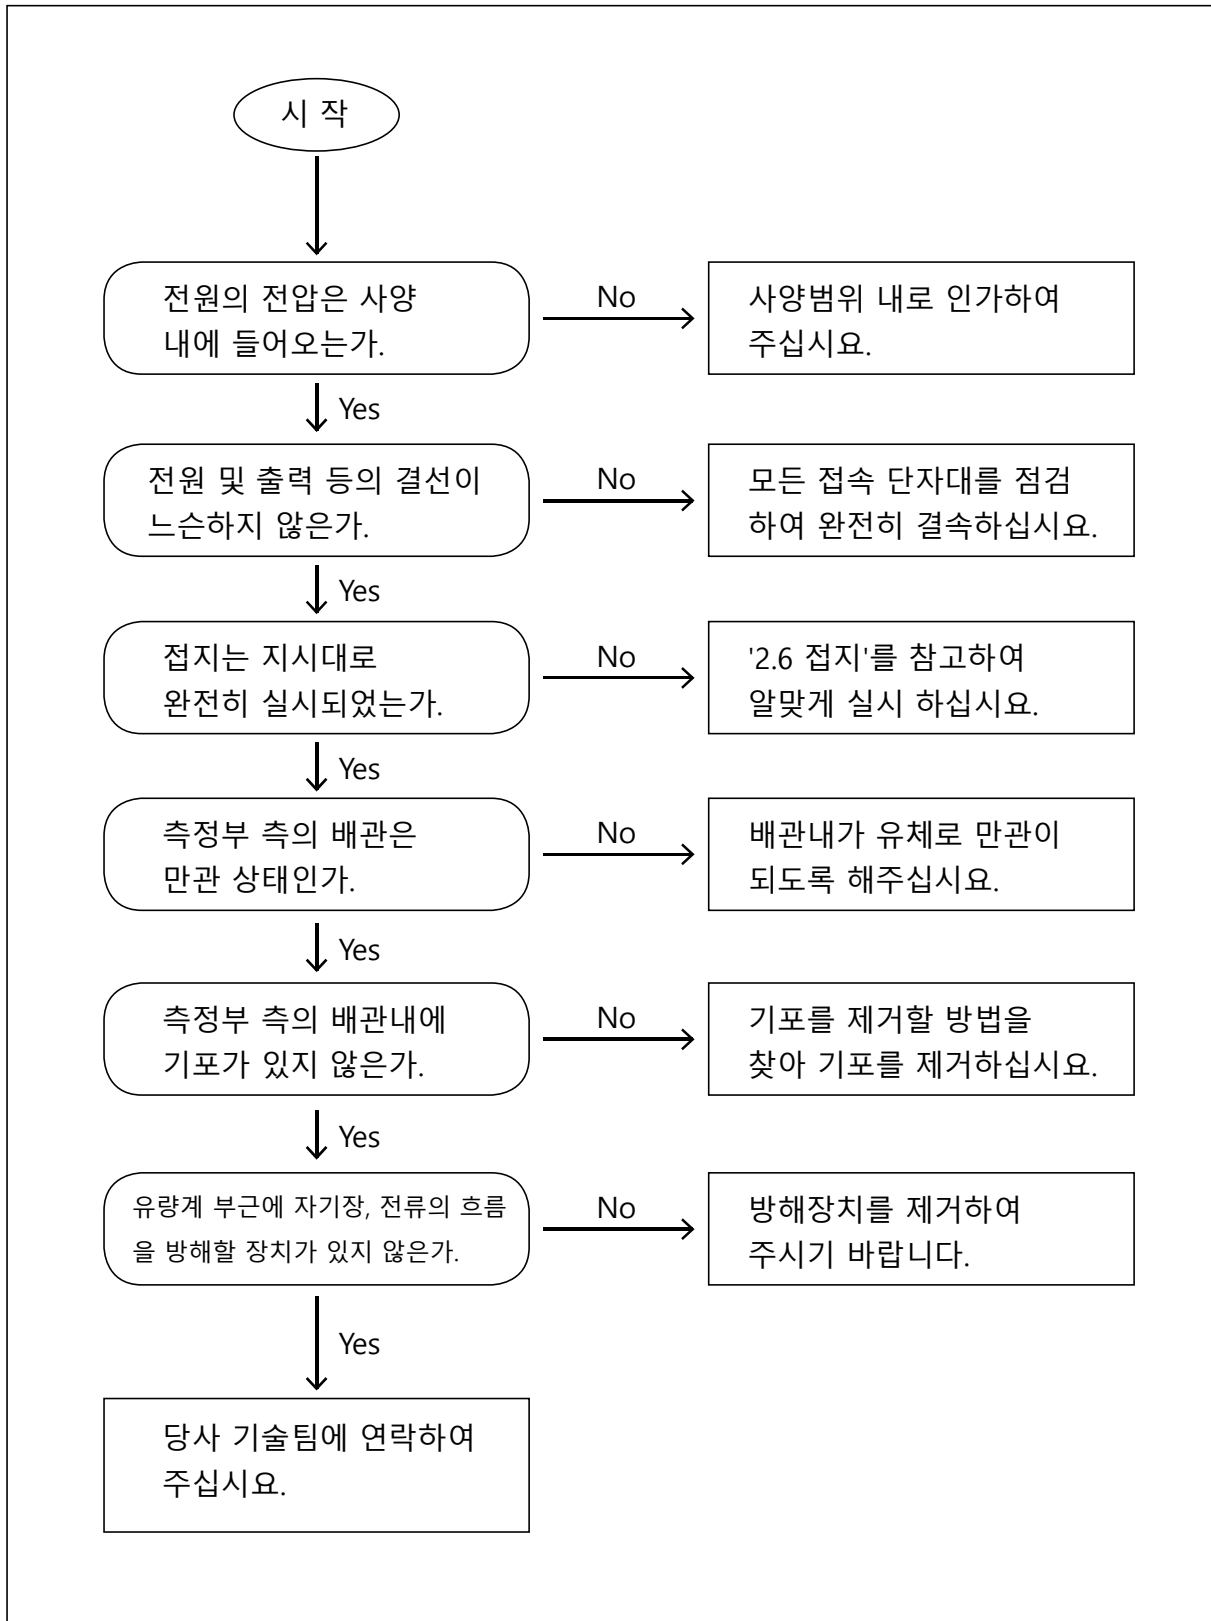 시 작
전원의 전압은 사양
내에 들어오는가.
No
사양범위 내로 인가하여
주십시요.
Yes
전원 및 출력 등의 결선이
느슨하지 않은가.
No
모든 접속 단자대를 점검
하여 완전히 결속하십시요.
Yes
접지는 지시대로
완전히 실시되었는가.
No
'2.6 접지'를 참고하여
알맞게 실시 하십시요.
Yes
측정부 측의 배관은
만관 상태인가.
No
배관내가 유체로 만관이
되도록 해주십시요.
Yes
측정부 측의 배관내에
기포가 있지 않은가.
No
기포를 제거할 방법을
찾아 기포를 제거하십시요.
Yes
유량계 부근에 자기장, 전류의 흐름
을 방해할 장치가 있지 않은가.
No
방해장치를 제거하여
주시기 바랍니다.
Yes
당사 기술팀에 연락하여
주십시요.